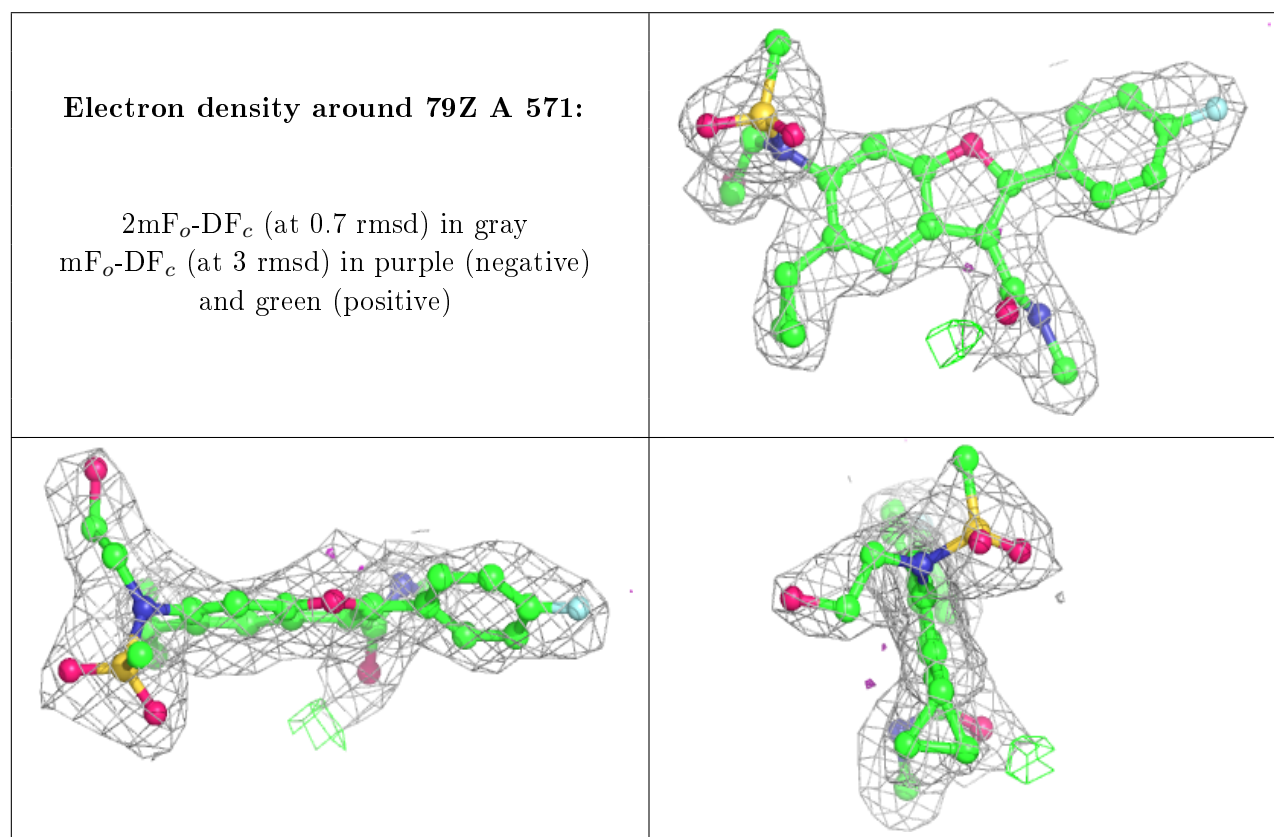 Electron density around 79Z A 571:
2mFo-DFc (at 0.7 rmsd) in gray
mFo-DFc (at 3 rmsd) in purple (negative)
and green (positive)